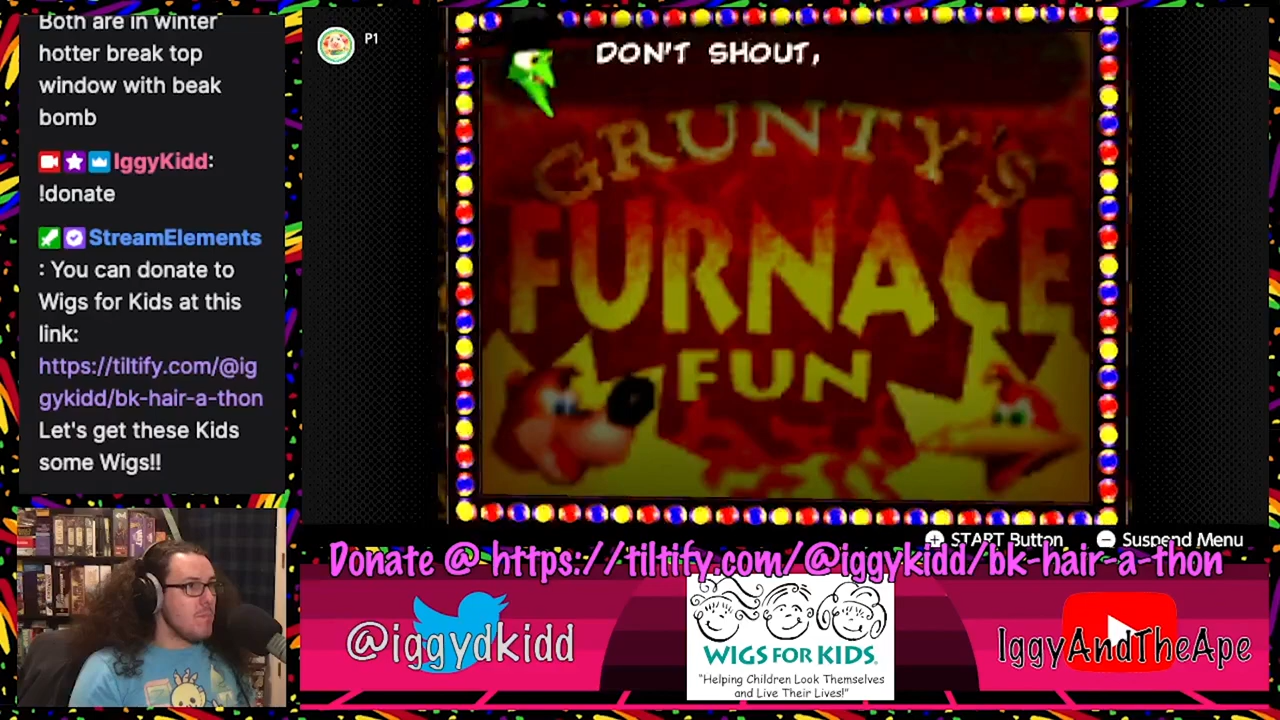 Both are in winter
hotter break top
window with beak
bomb
IggyKidd:
!donate
StreamElements
: You can donate to
Wigs for Kids at this
link:
https://tiltify.com/@ig
gykidd/bk-hair-a-thon
Let's get these Kids
some Wigs!!
P1
DON'T SHOUT,
GRUNTY'S
FURNACE
FUN
START Button
Suspend Menu
Donate @ https://tiltify.com/@iggykidd/bk-hair-a-thon
@iggydkidd
WIGS FOR KIDS®
"Helping Children Look Themselves
and Live Their Lives!"
IggyAndTheApe